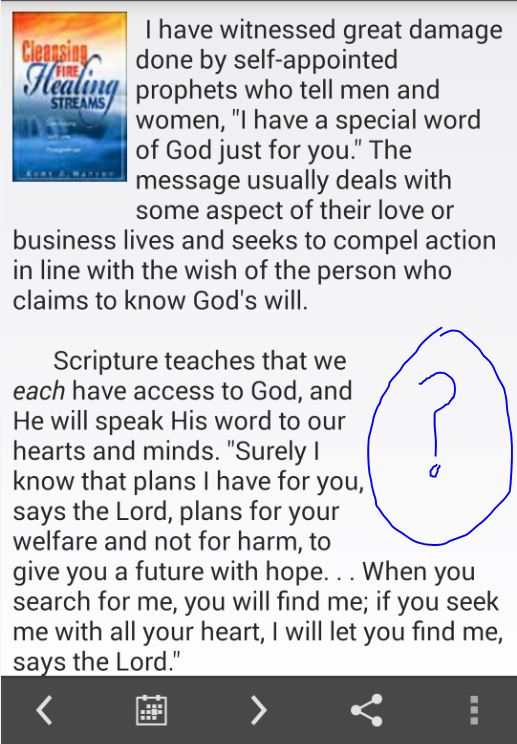 Cleansing
FIRE
Healing
STREAMS
Kent A. Hansen
I have witnessed great damage
done by self-appointed
prophets who tell men and
women, "I have a special word
of God just for you." The
message usually deals with
some aspect of their love or
business lives and seeks to compel action
in line with the wish of the person who
claims to know God's will.
Scripture teaches that we
each have access to God, and
He will speak His word to our
hearts and minds. "Surely I
know that plans I have for you,
says the Lord, plans for your
welfare and not for harm, to
give you a future with hope. . . When you
search for me, you will find me; if you seek
me with all your heart, I will let you find me,
says the Lord."
?